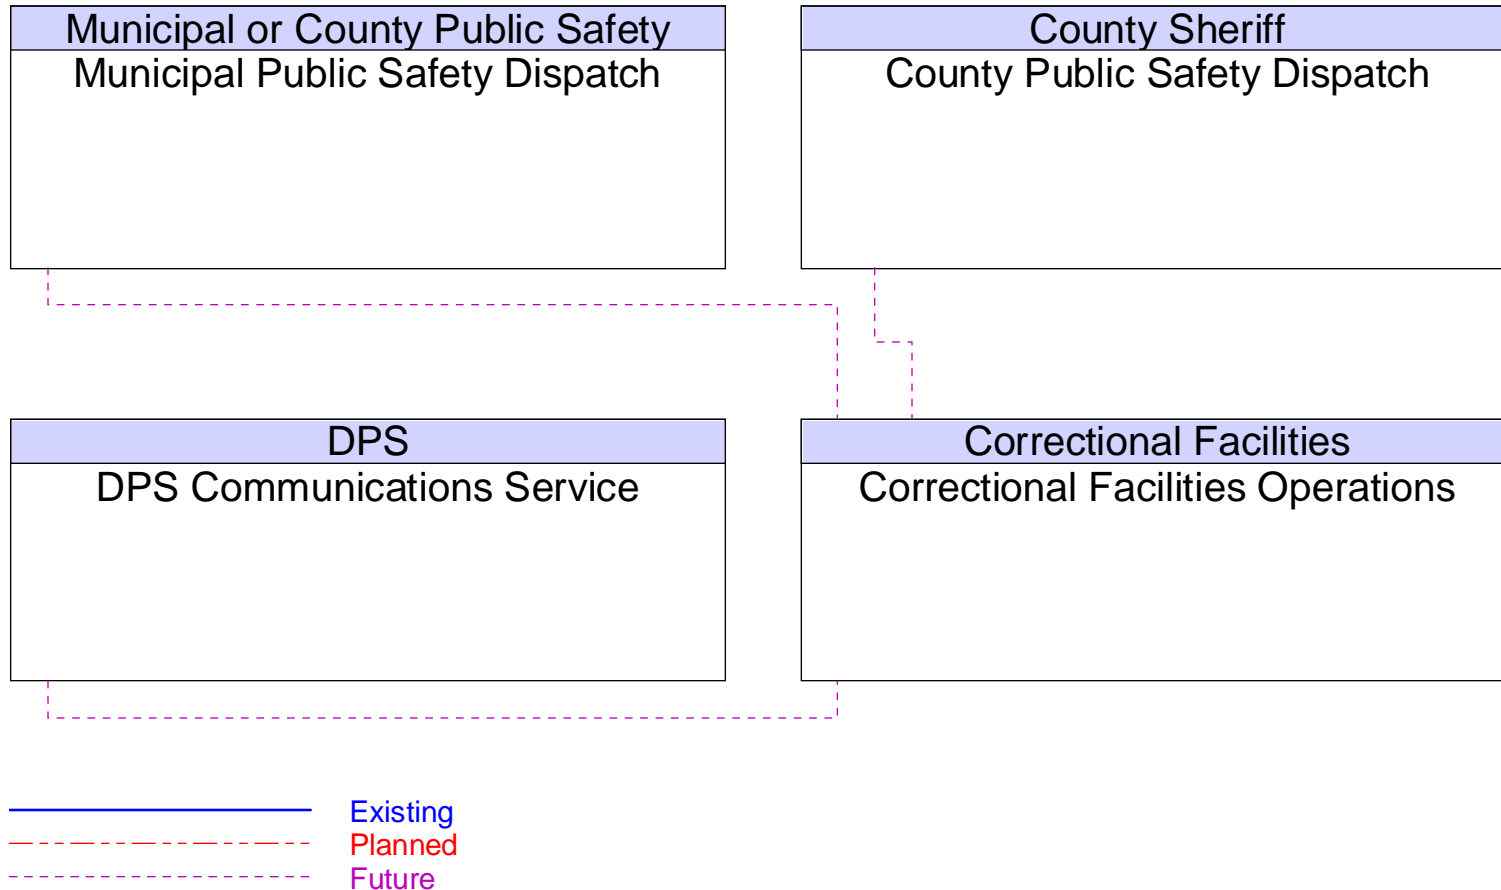 Municipal or County Public Safety
Municipal Public Safety Dispatch
County Sheriff
County Public Safety Dispatch
DPS
DPS Communications Service
Correctional Facilities
Correctional Facilities Operations
Existing
Planned
Future